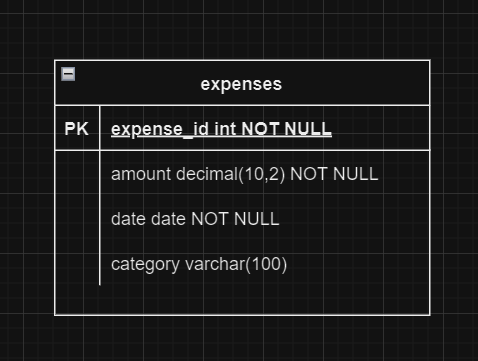 expenses
PK expense_id int NOT NULL
amount decimal(10,2) NOT NULL
date date NOT NULL
category varchar(100)